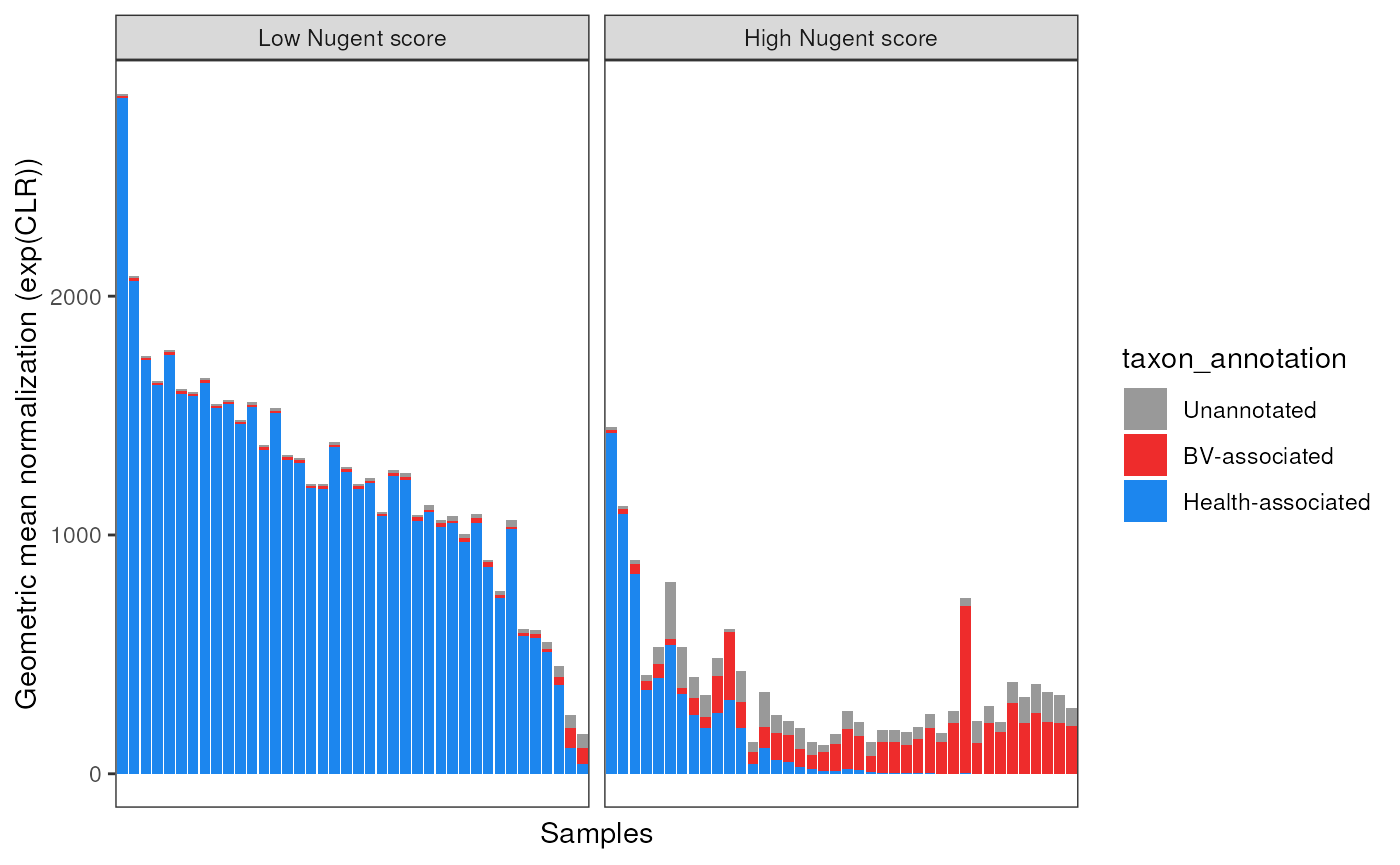 Low Nugent score
High Nugent score
Geometric mean normalization (exp(CLR))
2000
1000
0
Samples
taxon_annotation
Unannotated
BV-associated
Health-associated